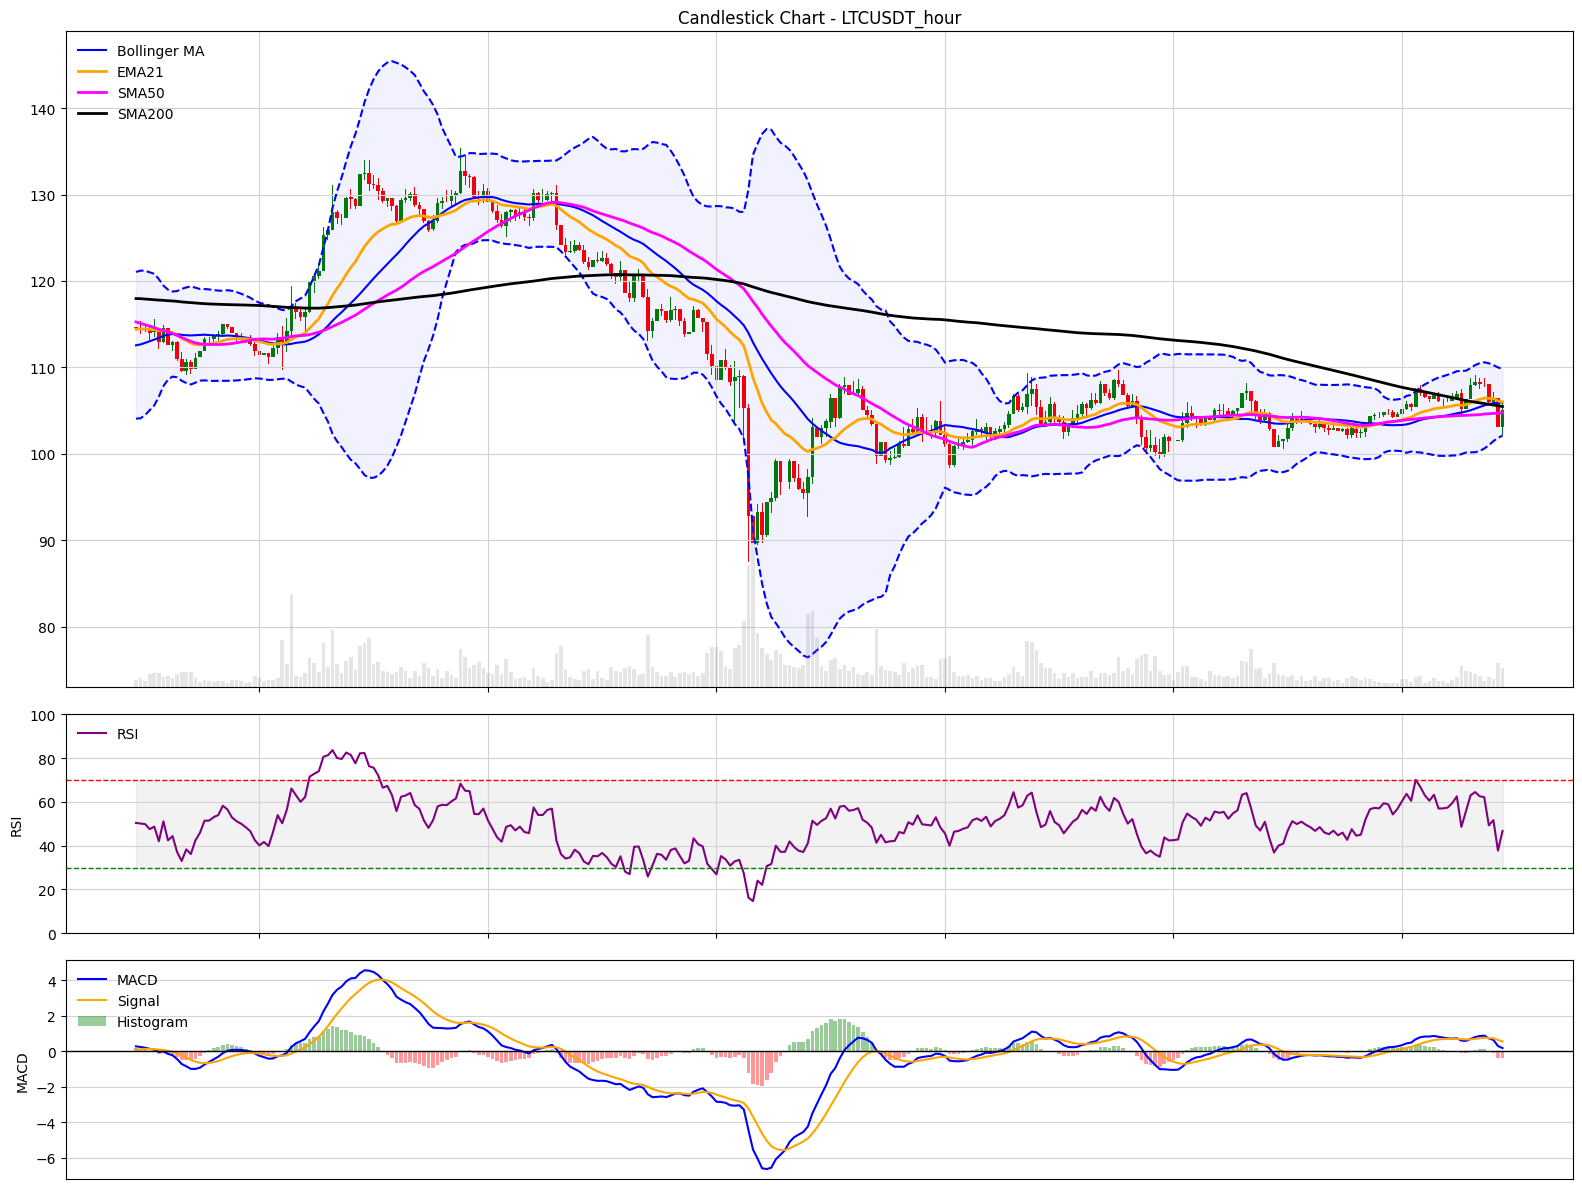 Candlestick Chart - LTCUSDT_hour
Bollinger MA
EMA21
SMA50
SMA200
140
130
120
110
100
90
80
RSI
100
80
60
40
20
0
RSI
MACD
Signal
Histogram
4
2
0
−2
−4
−6
MACD